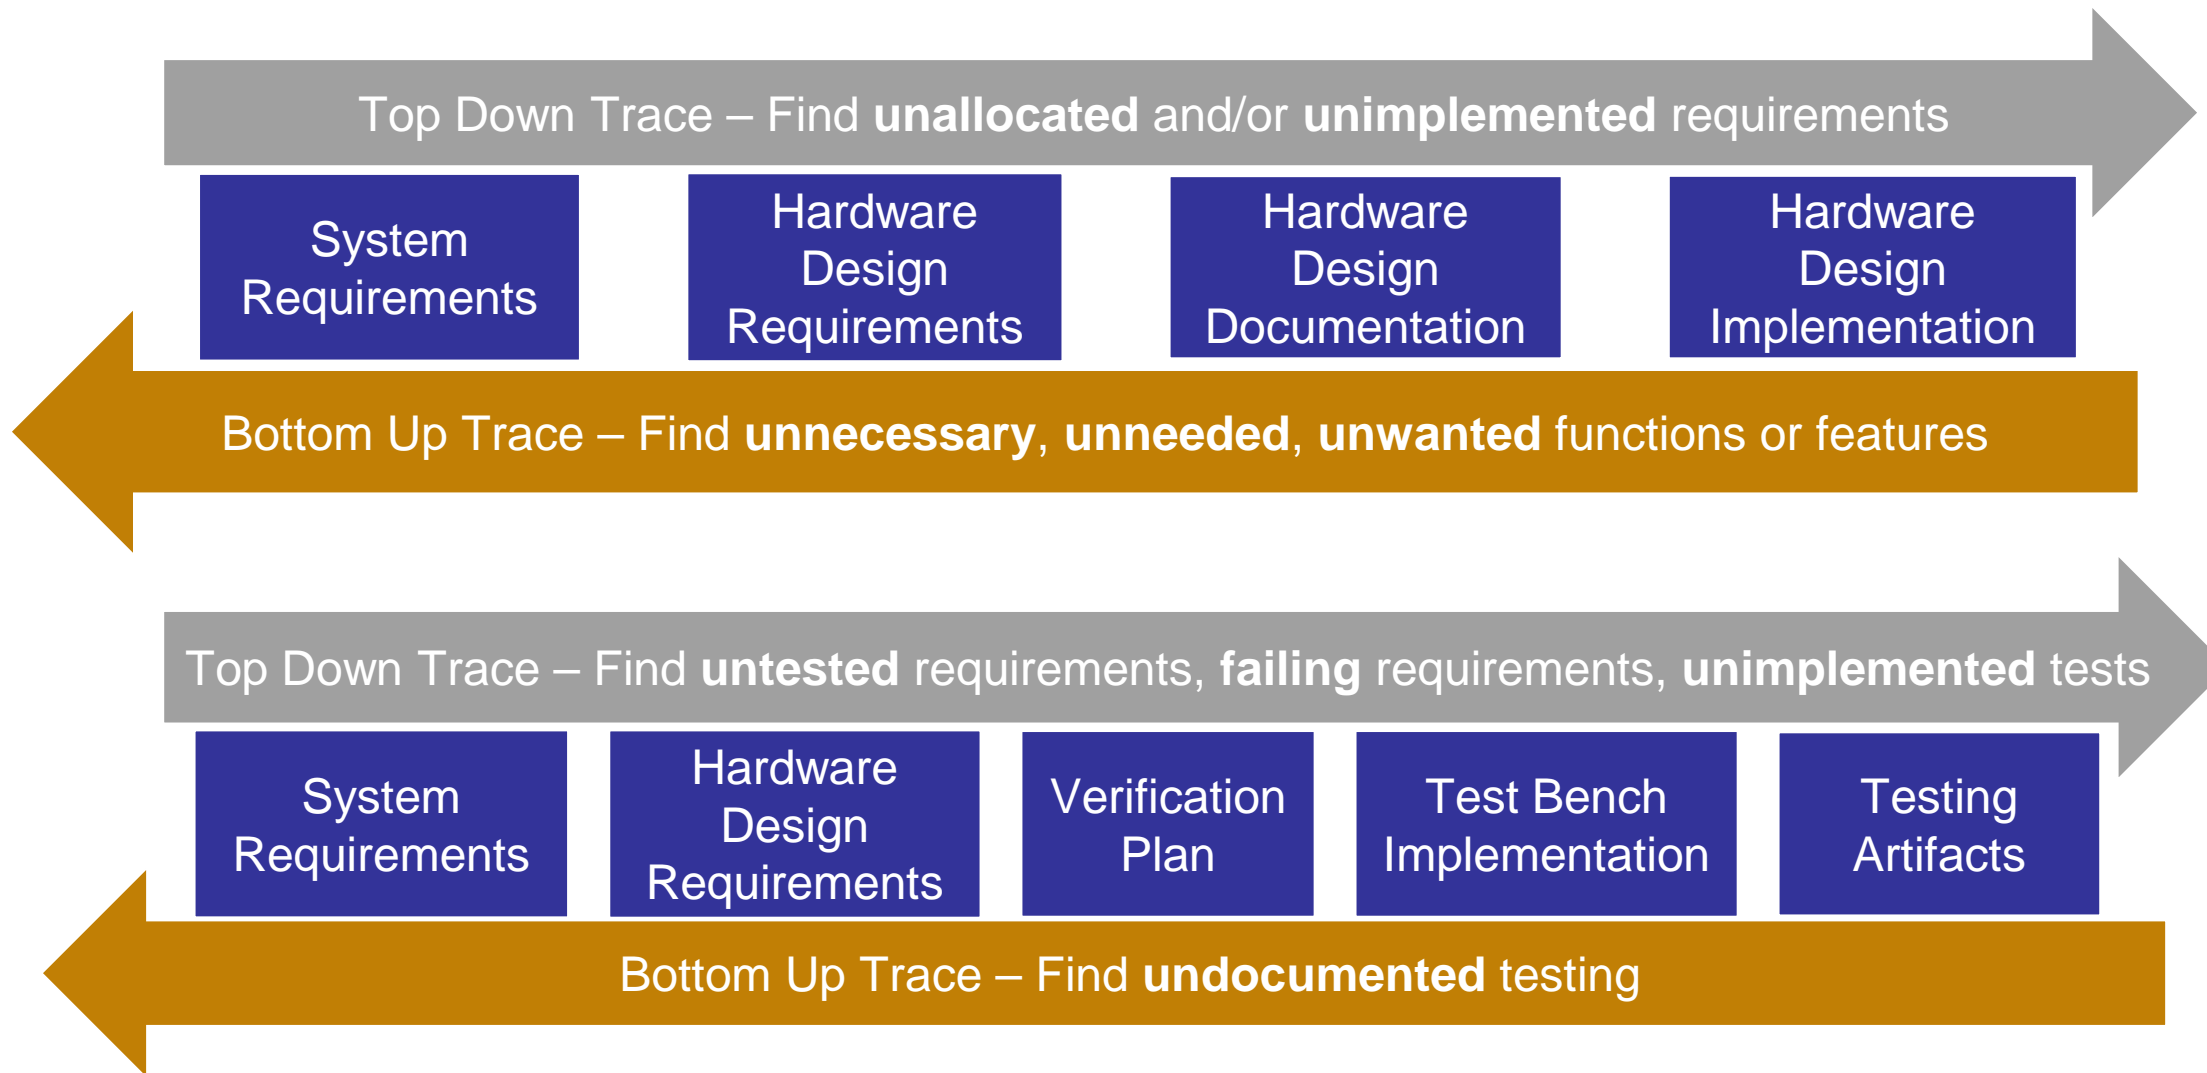 Top Down Trace – Find unallocated and/or unimplemented requirements
System
Requirements
Hardware
Design
Requirements
Hardware
Design
Documentation
Hardware
Design
Implementation
Bottom Up Trace – Find unnecessary, unneeded, unwanted functions or features
Top Down Trace – Find untested requirements, failing requirements, unimplemented tests
System
Requirements
Hardware
Design
Requirements
Verification
Plan
Test Bench
Implementation
Testing
Artifacts
Bottom Up Trace – Find undocumented testing